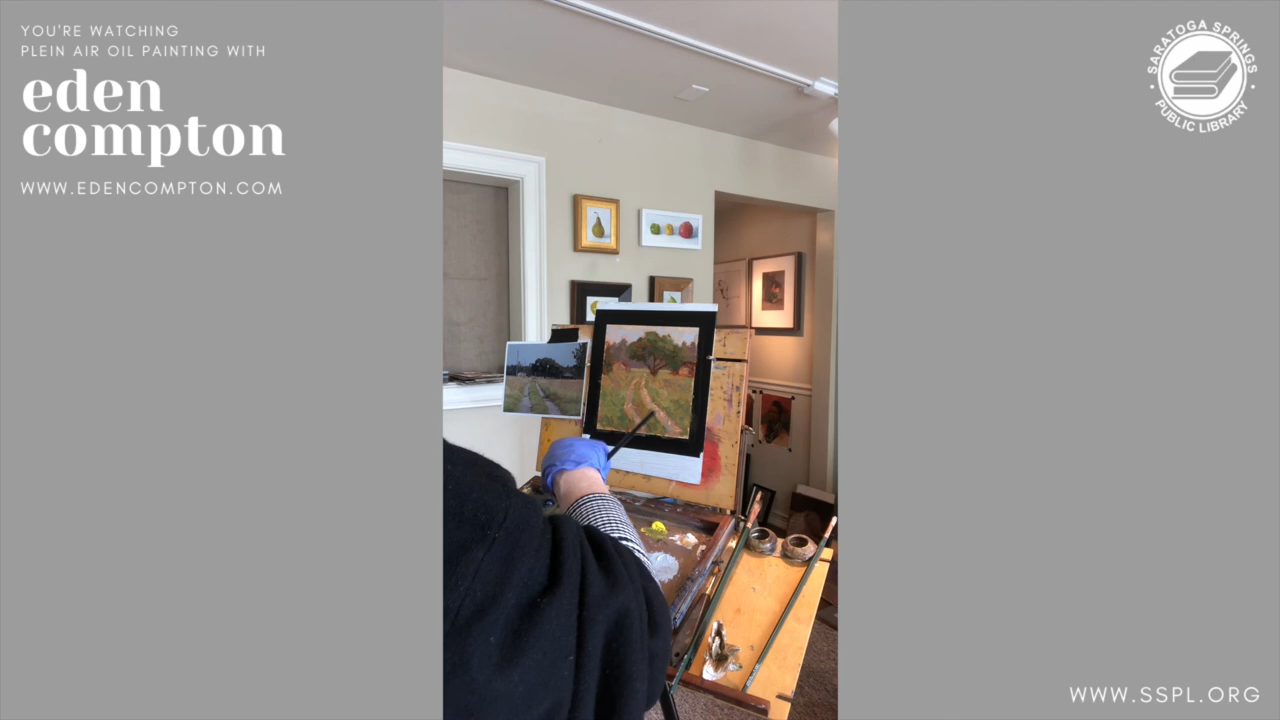 YOU'RE WATCHING
PLEIN AIR OIL PAINTING WITH
eden
compton
WWW.EDENCOMPTON.COM
SARATOGA SPRINGS
PUBLIC LIBRARY
WWW.SSPL.ORG